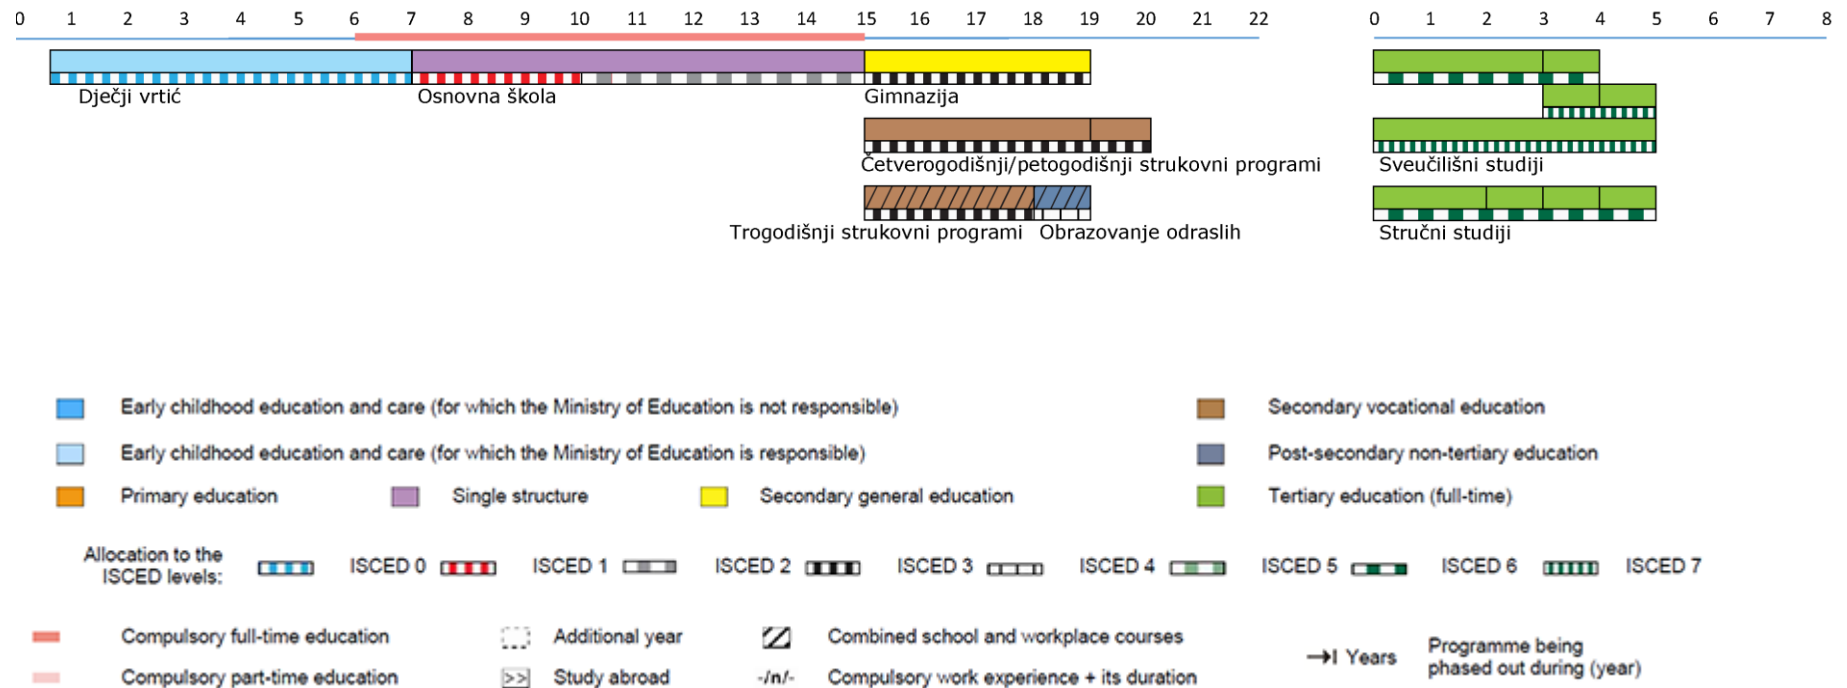 0 1 2 3 4 5 6 7 8 9 10 11 12 13 14 15 16 17 18 19 20 21 22 0 1 2 3 4 5 6 7 8
Dječji vrtić Osnovna škola Gimnazija
Četverogodišnji/petogodišnji strukovni programi Sveučilišni studiji
Trogodišnji strukovni programi Obrazovanje odraslih Stručni studiji
Early childhood education and care (for which the Ministry of Education is not responsible) Secondary vocational education
Early childhood education and care (for which the Ministry of Education is responsible) Post-secondary non-tertiary education
Primary education Single structure Secondary general education Tertiary education (full-time)
Allocation to the
ISCED levels: ISCED 0 ISCED 1 ISCED 2 ISCED 3 ISCED 4 ISCED 5 ISCED 6 ISCED 7
Compulsory full-time education Additional year Combined school and workplace courses
Compulsory part-time education >> Study abroad -/n/- Compulsory work experience + its duration
Years Programme being
phased out during (year)